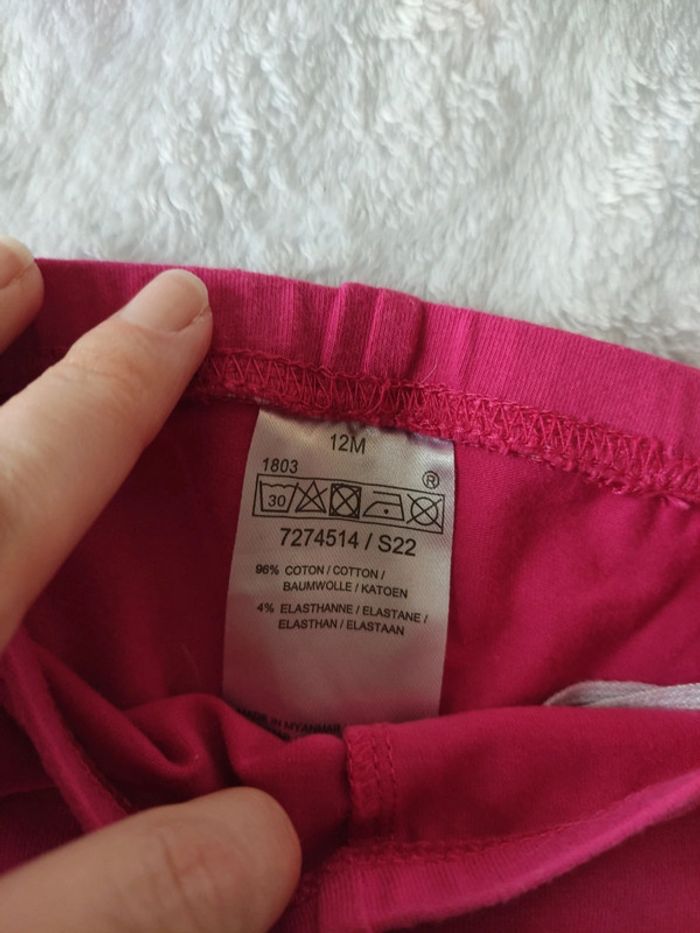 12M
1803
®
30
7274514 / S22
96% COTON / COTTON /
BAUMWOLLE / KATOEN
4% ELASTHANNE / ELASTANE /
ELASTHAN / ELASTAAN
MADE IN MYANMAR